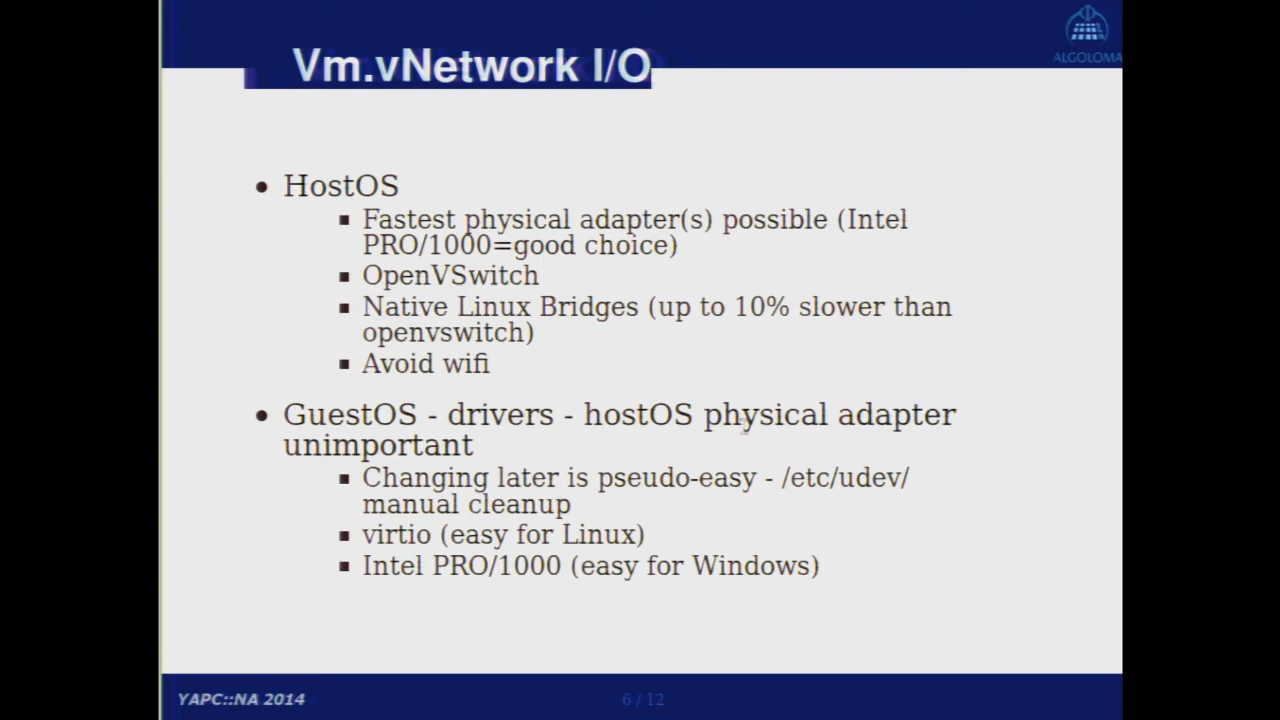 ALGOLOMA
Vm.vNetwork I/O
• HostOS
▪ Fastest physical adapter(s) possible (Intel
PRO/1000=good choice)
▪ OpenVSwitch
▪ Native Linux Bridges (up to 10% slower than
openvswitch)
▪ Avoid wifi
• GuestOS - drivers - hostOS physical adapter
unimportant
▪ Changing later is pseudo-easy - /etc/udev/
manual cleanup
▪ virtio (easy for Linux)
▪ Intel PRO/1000 (easy for Windows)
YAPC::NA 2014
6 / 12